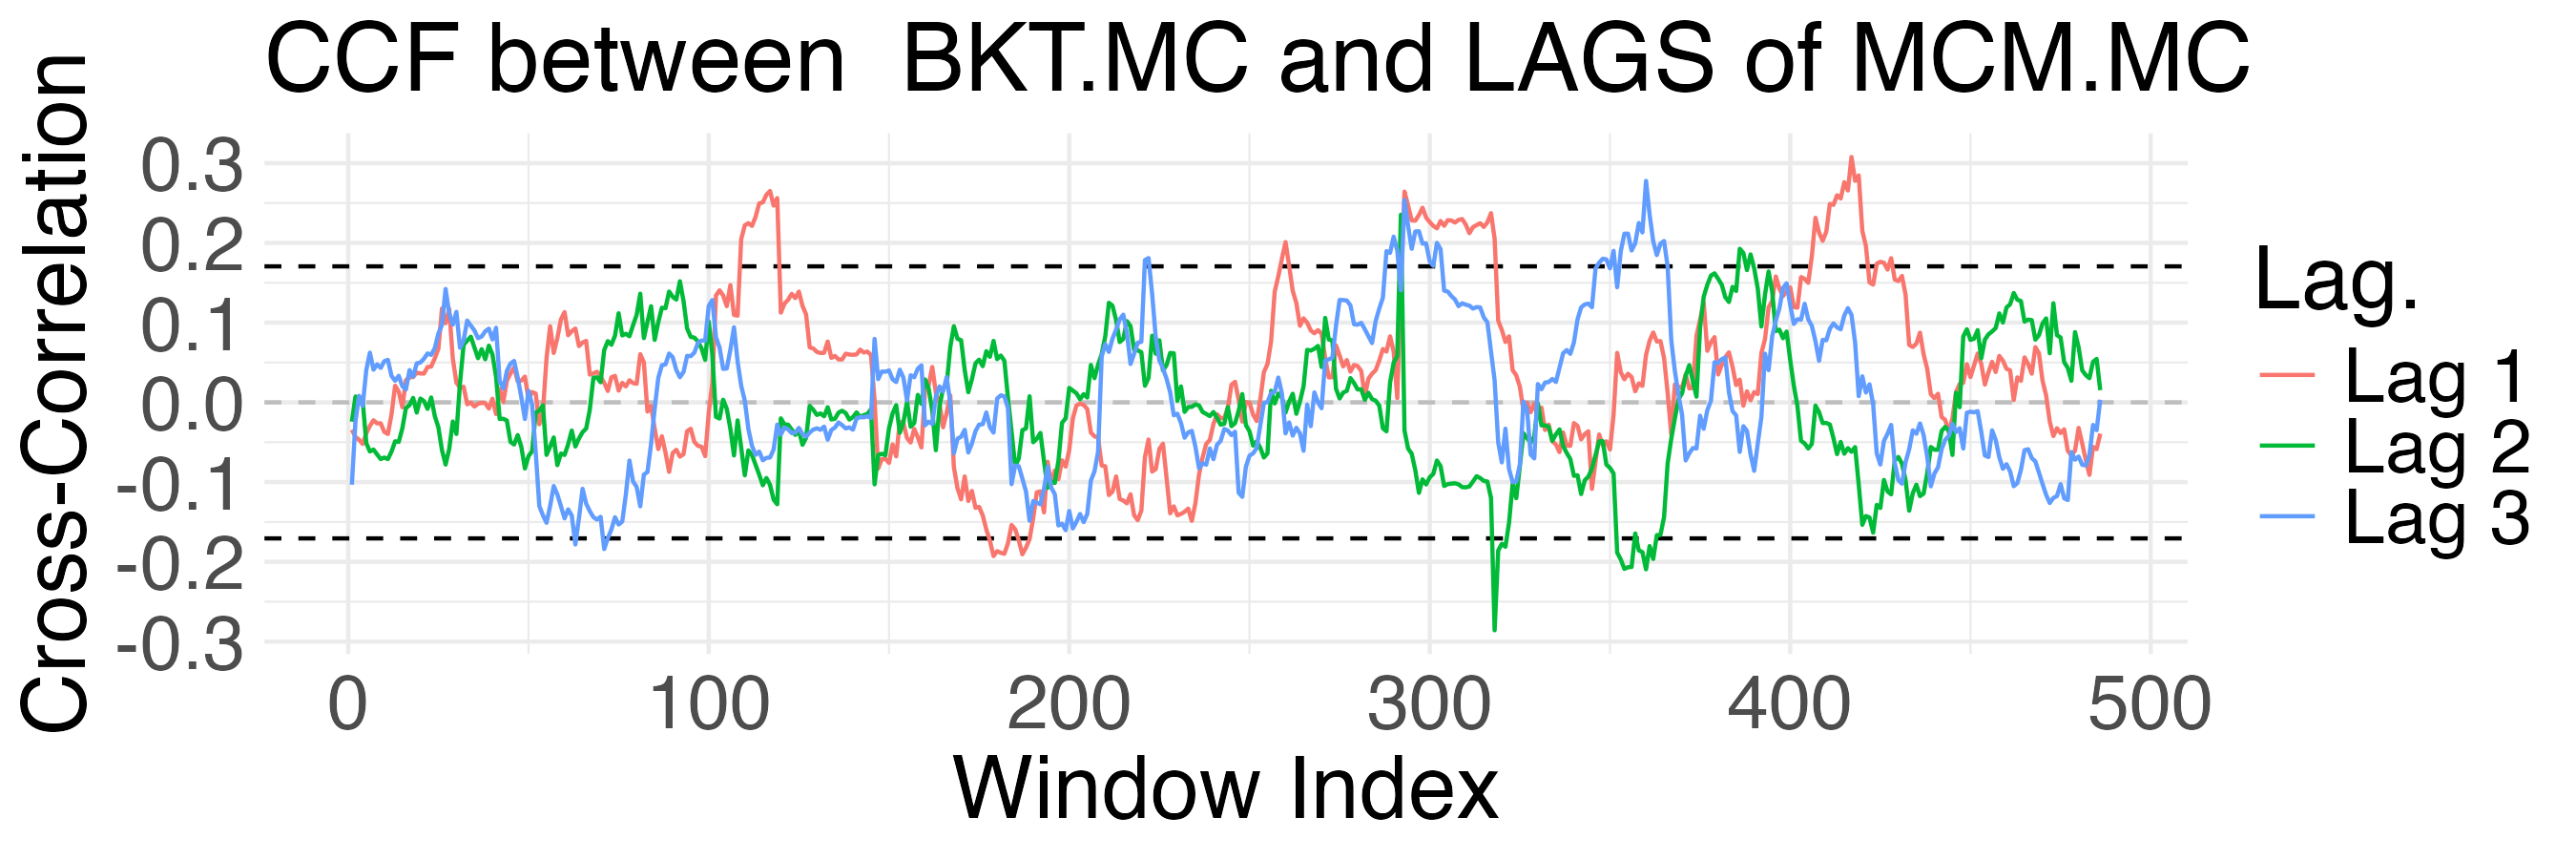 CCF between  BKT.MC and LAGS of MCM.MC
Cross-Correlation
0.3
0.2
0.1
0.0
-0.1
-0.2
-0.3
0 100 200 300 400 500
Window Index
Lag.
Lag 1
Lag 2
Lag 3